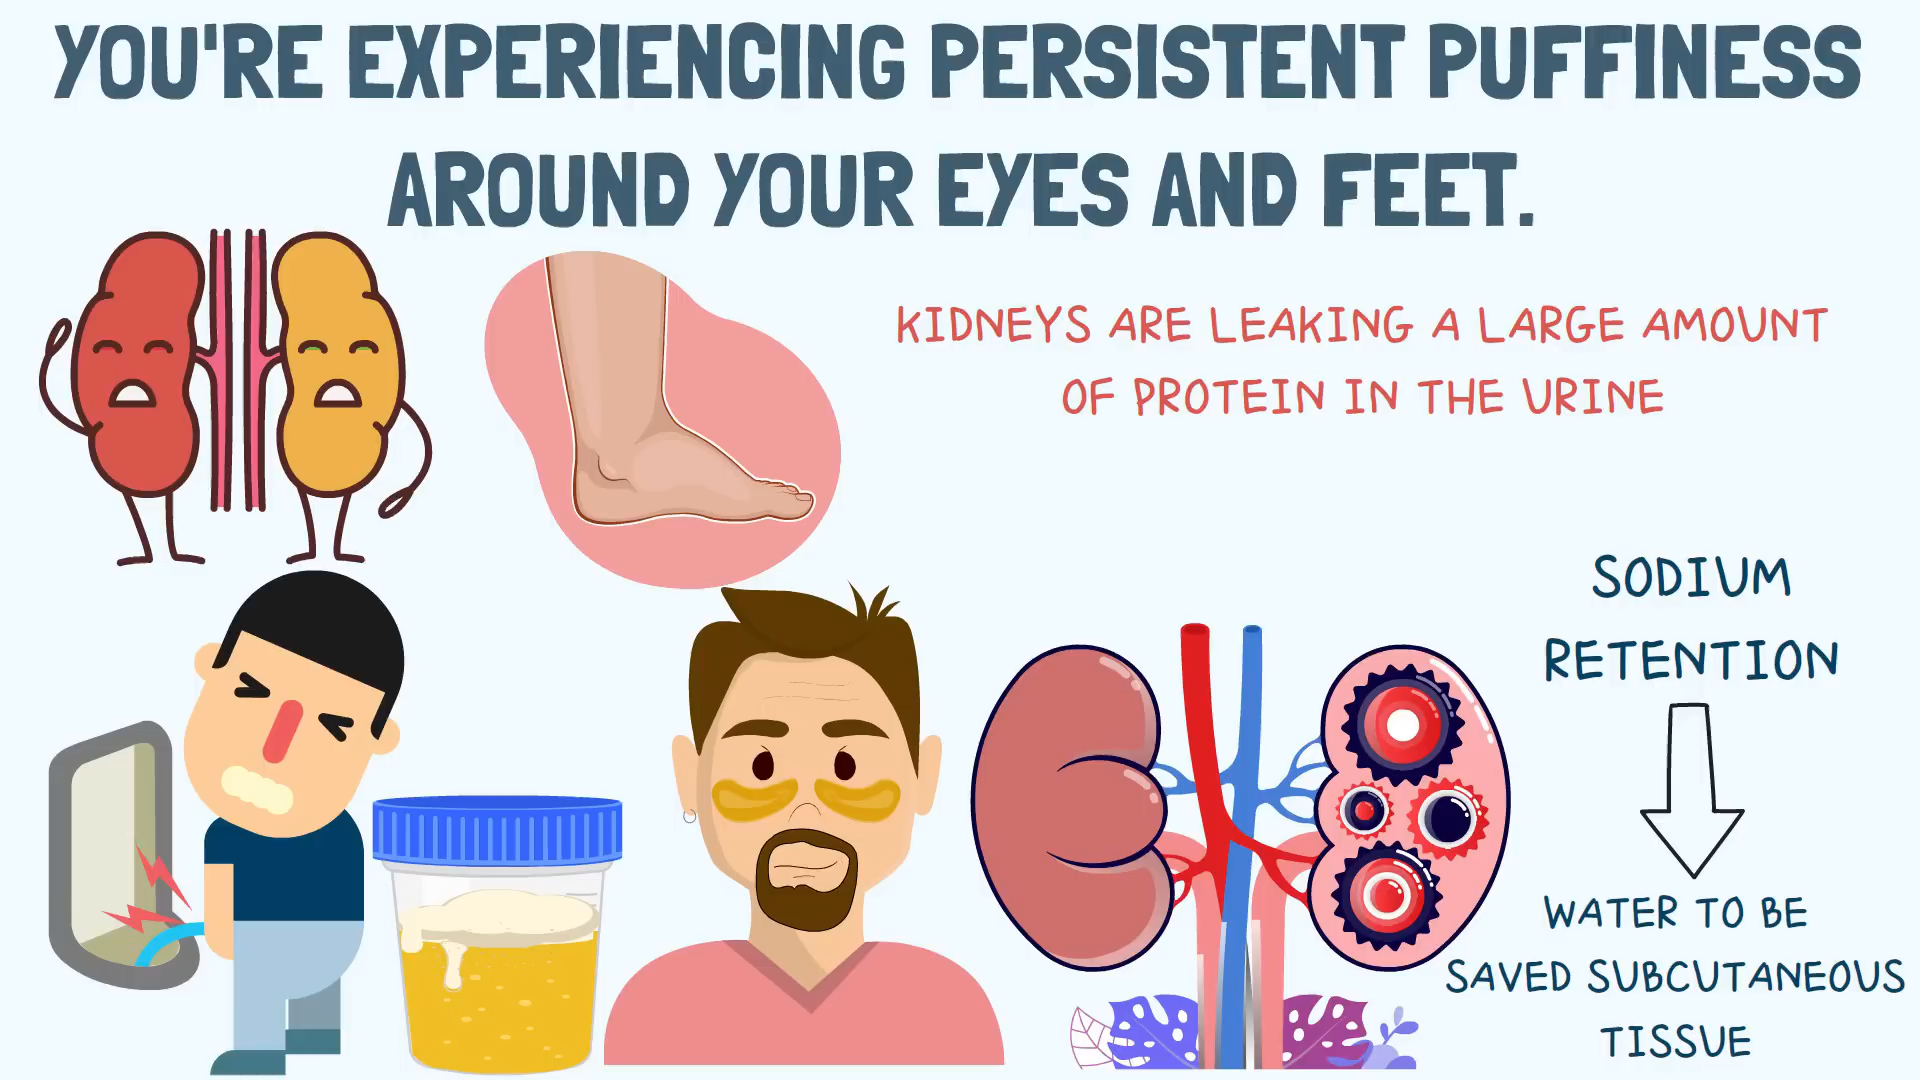 YOU'RE EXPERIENCING PERSISTENT PUFFINESS
AROUND YOUR EYES AND FEET.
KIDNEYS ARE LEAKING A LARGE AMOUNT
OF PROTEIN IN THE URINE
SODIUM
RETENTION
WATER TO BE
SAVED SUBCUTANEOUS
TISSUE